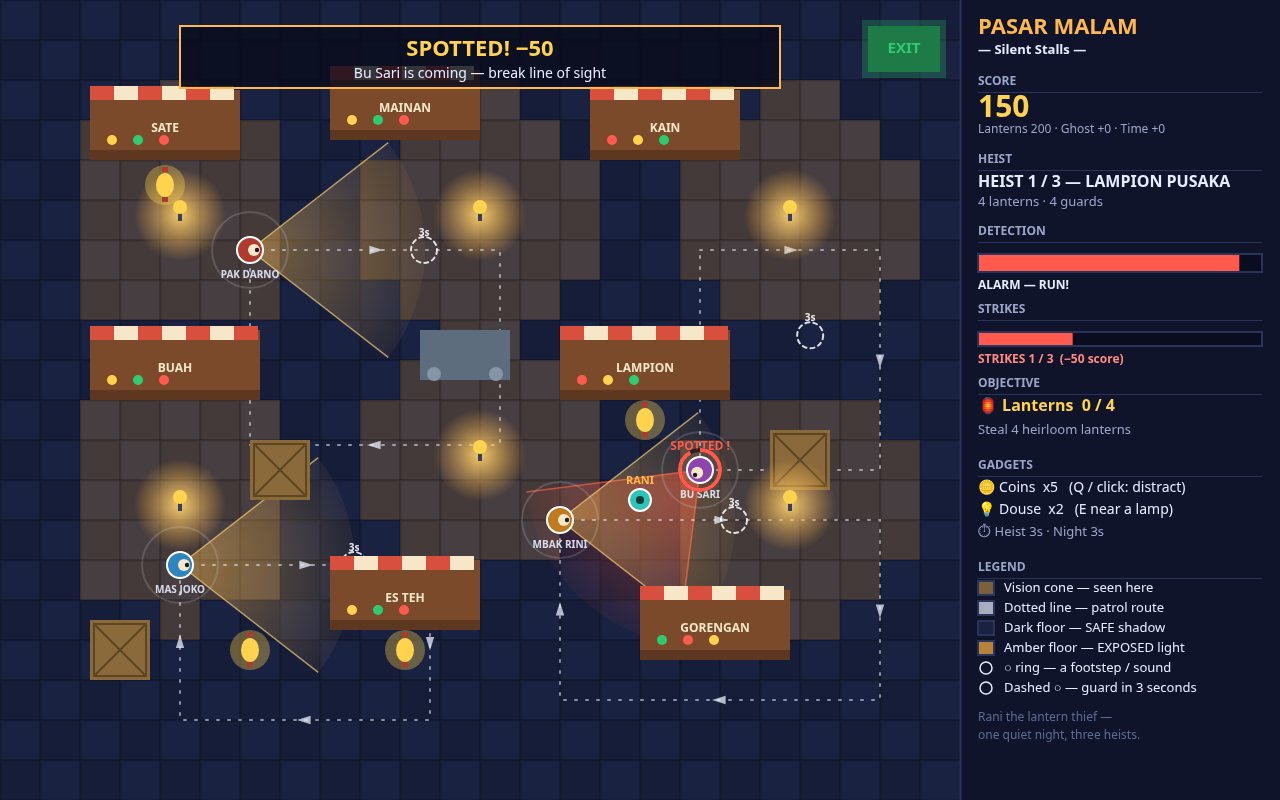 SPOTTED! −50
Bu Sari is coming — break line of sight
EXIT
SATE
MAINAN
KAIN
3s
PAK DARNO
3s
BUAH
LAMPION
SPOTTED !
RANI
BU SARI
3s
MBAK RINI
3s
MAS JOKO
ES TEH
GORENGAN
PASAR MALAM
— Silent Stalls —
SCORE
150
Lanterns 200 · Ghost +0 · Time +0
HEIST
HEIST 1 / 3 — LAMPION PUSAKA
4 lanterns · 4 guards
DETECTION
ALARM — RUN!
STRIKES
STRIKES 1 / 3 (−50 score)
OBJECTIVE
Lanterns 0 / 4
Steal 4 heirloom lanterns
GADGETS
Coins x5 (Q / click: distract)
Douse x2 (E near a lamp)
Heist 3s · Night 3s
LEGEND
Vision cone — seen here
Dotted line — patrol route
Dark floor — SAFE shadow
Amber floor — EXPOSED light
○ ring — a footstep / sound
Dashed ○ — guard in 3 seconds
Rani the lantern thief —
one quiet night, three heists.